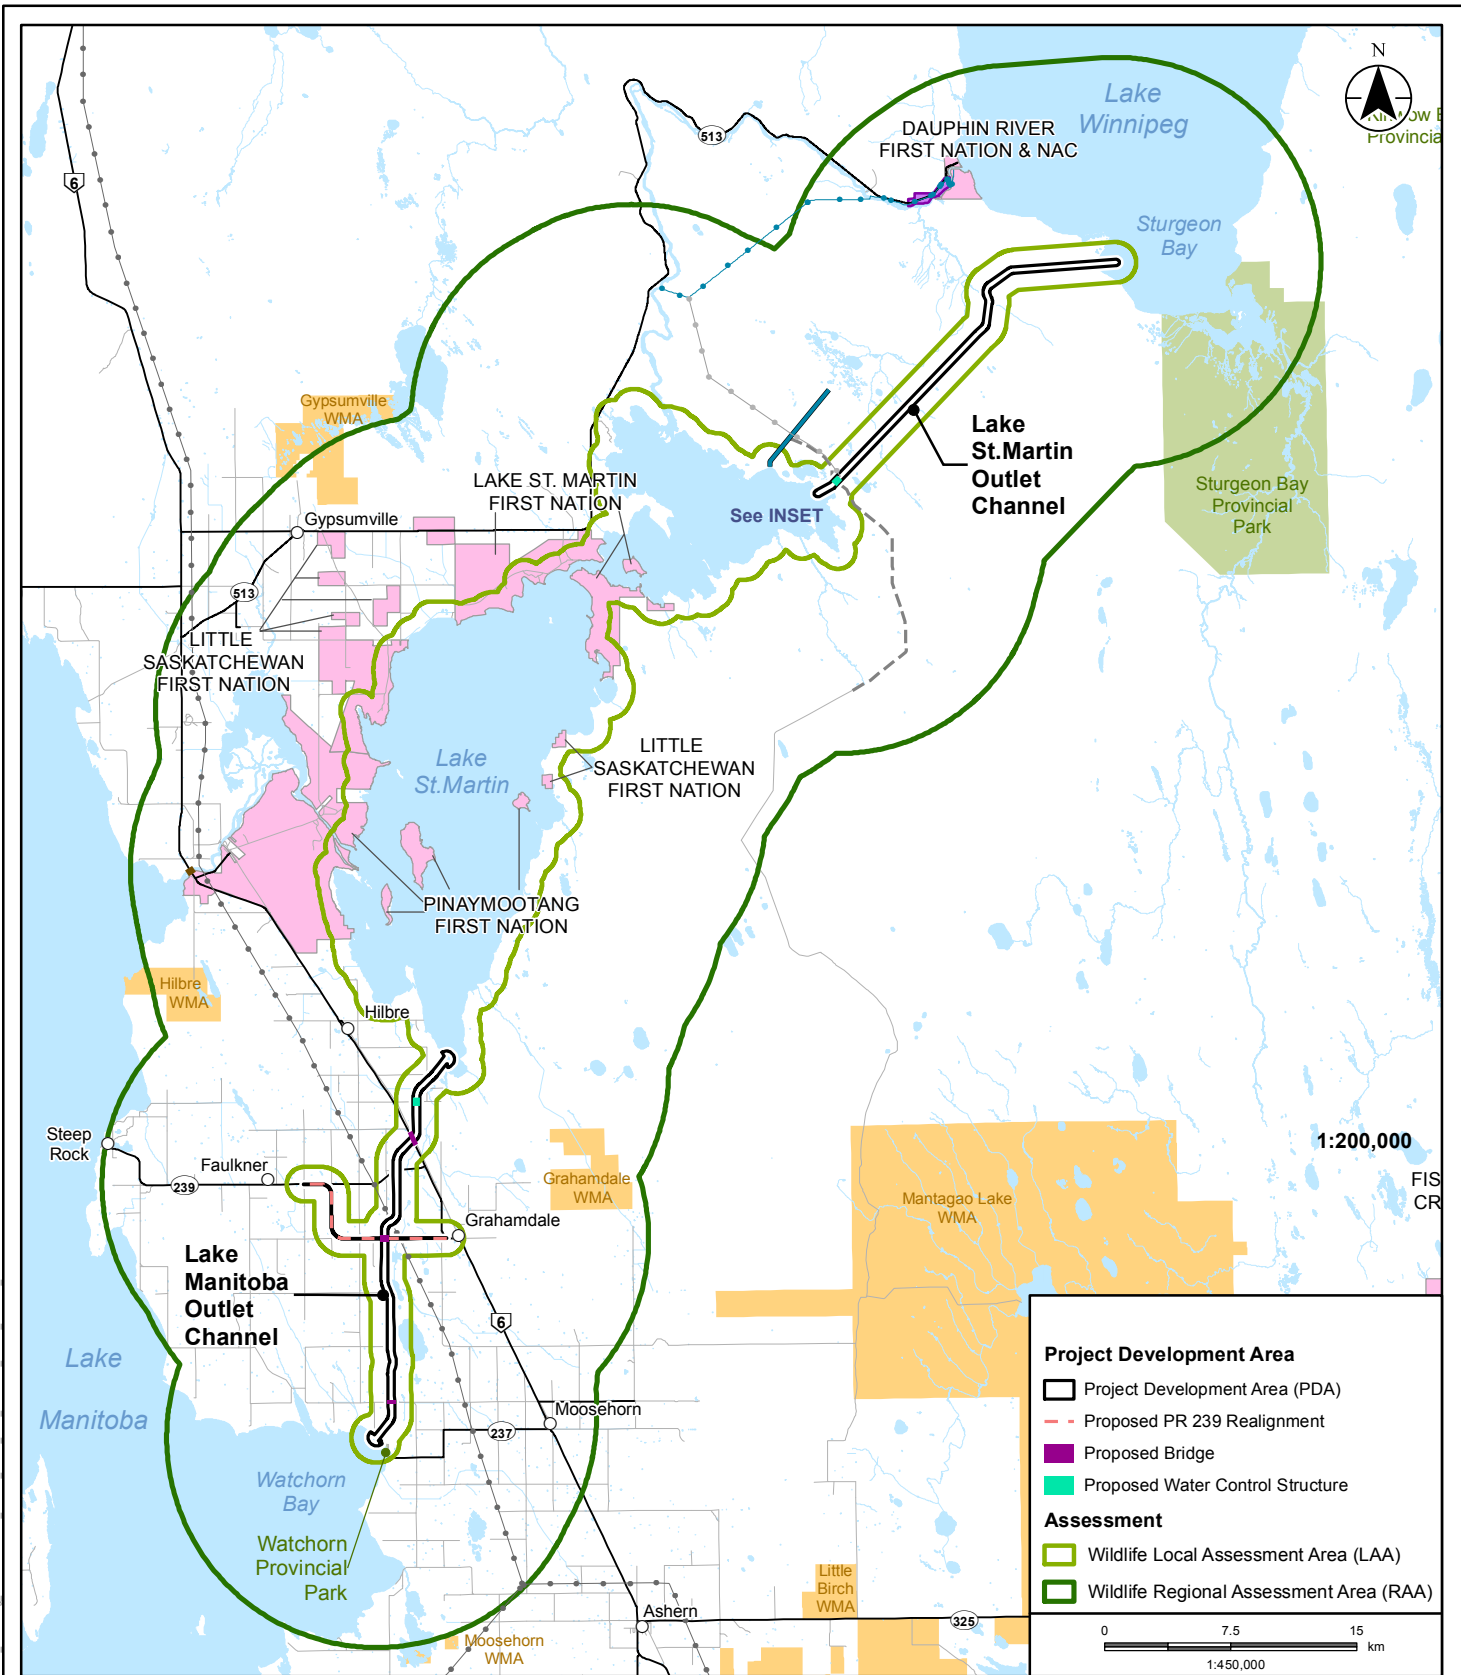 N
Lake
Winnipeg
Provincia
DAUPHIN RIVER
FIRST NATION & NAC
513
6
Sturgeon
Bay
Gypsumville
WMA
Lake
St.Martin
Outlet
Channel
LAKE ST. MARTIN
FIRST NATION
See INSET
Sturgeon Bay
Provincial
Park
Gypsumville
513
LITTLE
SASKATCHEWAN
FIRST NATION
Lake
St.Martin
LITTLE
SASKATCHEWAN
FIRST NATION
PINAYMOOTANG
FIRST NATION
Hilbre
WMA
Hilbre
Steep
Rock
Faulkner
239
Grahamdale
WMA
Mantagao Lake
WMA
1:200,000
FIS
CR
Grahamdale
Lake
Manitoba
Outlet
Channel
6
Lake
Manitoba
Moosehorn
237
Watchorn
Bay
Watchorn
Provincial
Park
Little
Birch
WMA
Ashern
325
Moosehorn
WMA
Project Development Area
Project Development Area (PDA)
Proposed PR 239 Realignment
Proposed Bridge
Proposed Water Control Structure
Assessment
Wildlife Local Assessment Area (LAA)
Wildlife Regional Assessment Area (RAA)
0 7.5 15
km
1:450,000